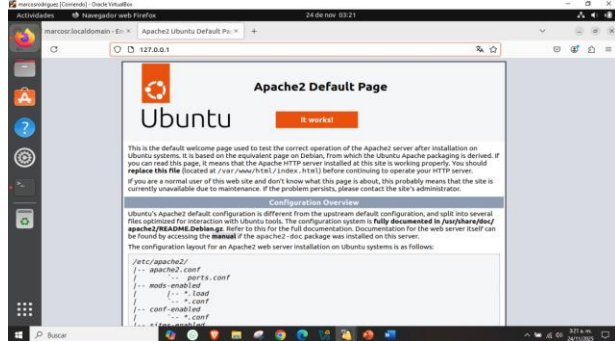 marcosrodriguez [Corriendo] - Oracle VirtualBox
Actividades Navegador web Firefox 24 de nov 03:21
marcosr.localdomain - En Apache2 Ubuntu Default Pa
127.0.0.1
Apache2 Default Page
Ubuntu
It works!
This is the default welcome page used to test the correct operation of the Apache2 server after installation on
Ubuntu systems. It is based on the equivalent page on Debian, from which the Ubuntu Apache packaging is derived. If
you can read this page, it means that the Apache HTTP server installed at this site is working properly. You should
replace this file (located at /var/www/html/index.html) before continuing to operate your HTTP server.
If you are a normal user of this web site and don't know what this page is about, this probably means that the site is
currently unavailable due to maintenance. If the problem persists, please contact the site's administrator.
Configuration Overview
Ubuntu's Apache2 default configuration is different from the upstream default configuration, and split into several
files optimized for interaction with Ubuntu tools. The configuration system is fully documented in /usr/share/doc/
apache2/README.Debian.gz. Refer to this for the full documentation. Documentation for the web server itself can
be found by accessing the manual if the apache2-doc package was installed on this server.
The configuration layout for an Apache2 web server installation on Ubuntu systems is as follows:
/etc/apache2/
|-- apache2.conf
| `-- ports.conf
|-- mods-enabled
| |-- *.load
| `-- *.conf
|-- conf-enabled
| `-- *.conf
|-- sites-enabled
Buscar
3:21 a.m.
24/11/2025